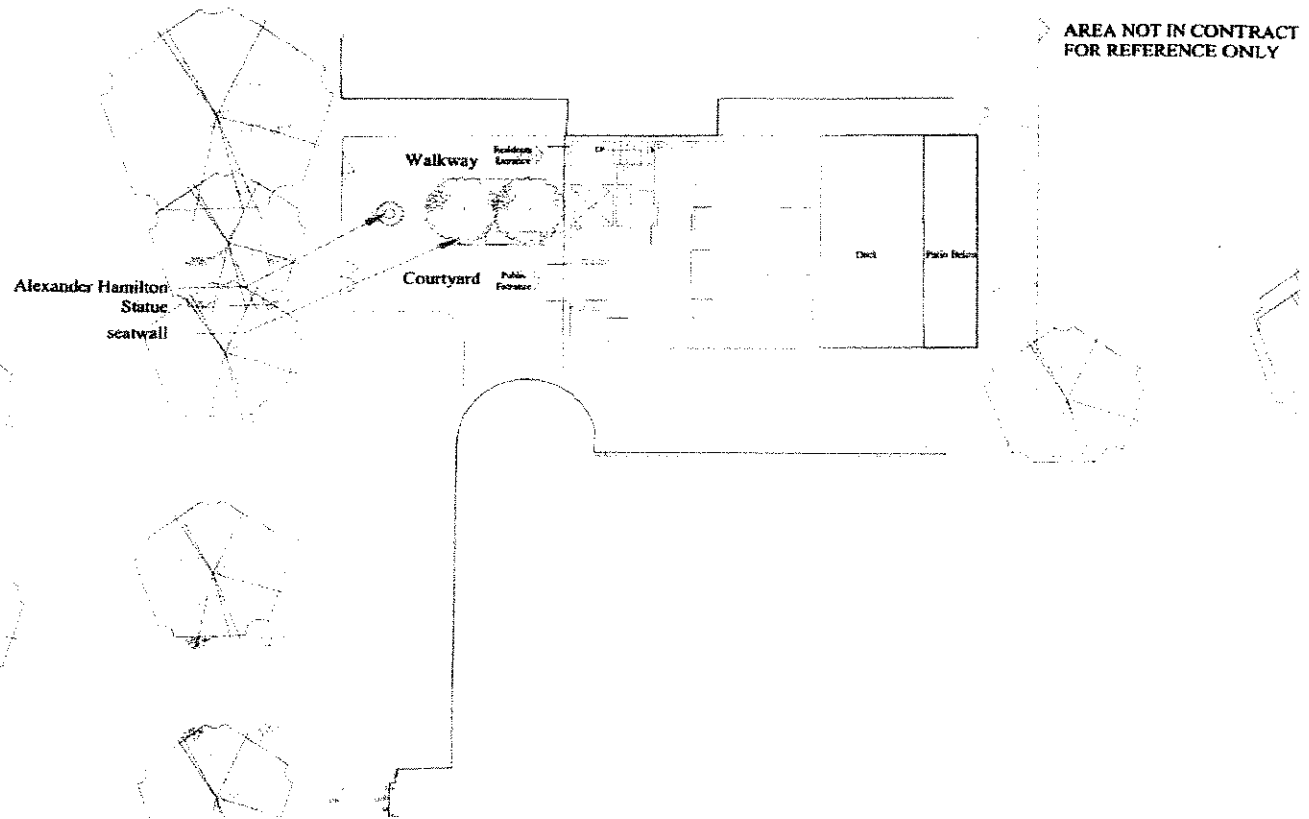 AREA NOT IN CONTRACT
FOR REFERENCE ONLY
Walkway
Residents
Entrance
UP
Alexander Hamilton
Statue
seatwall
Courtyard
Public
Entrance
Deck
Patio Below